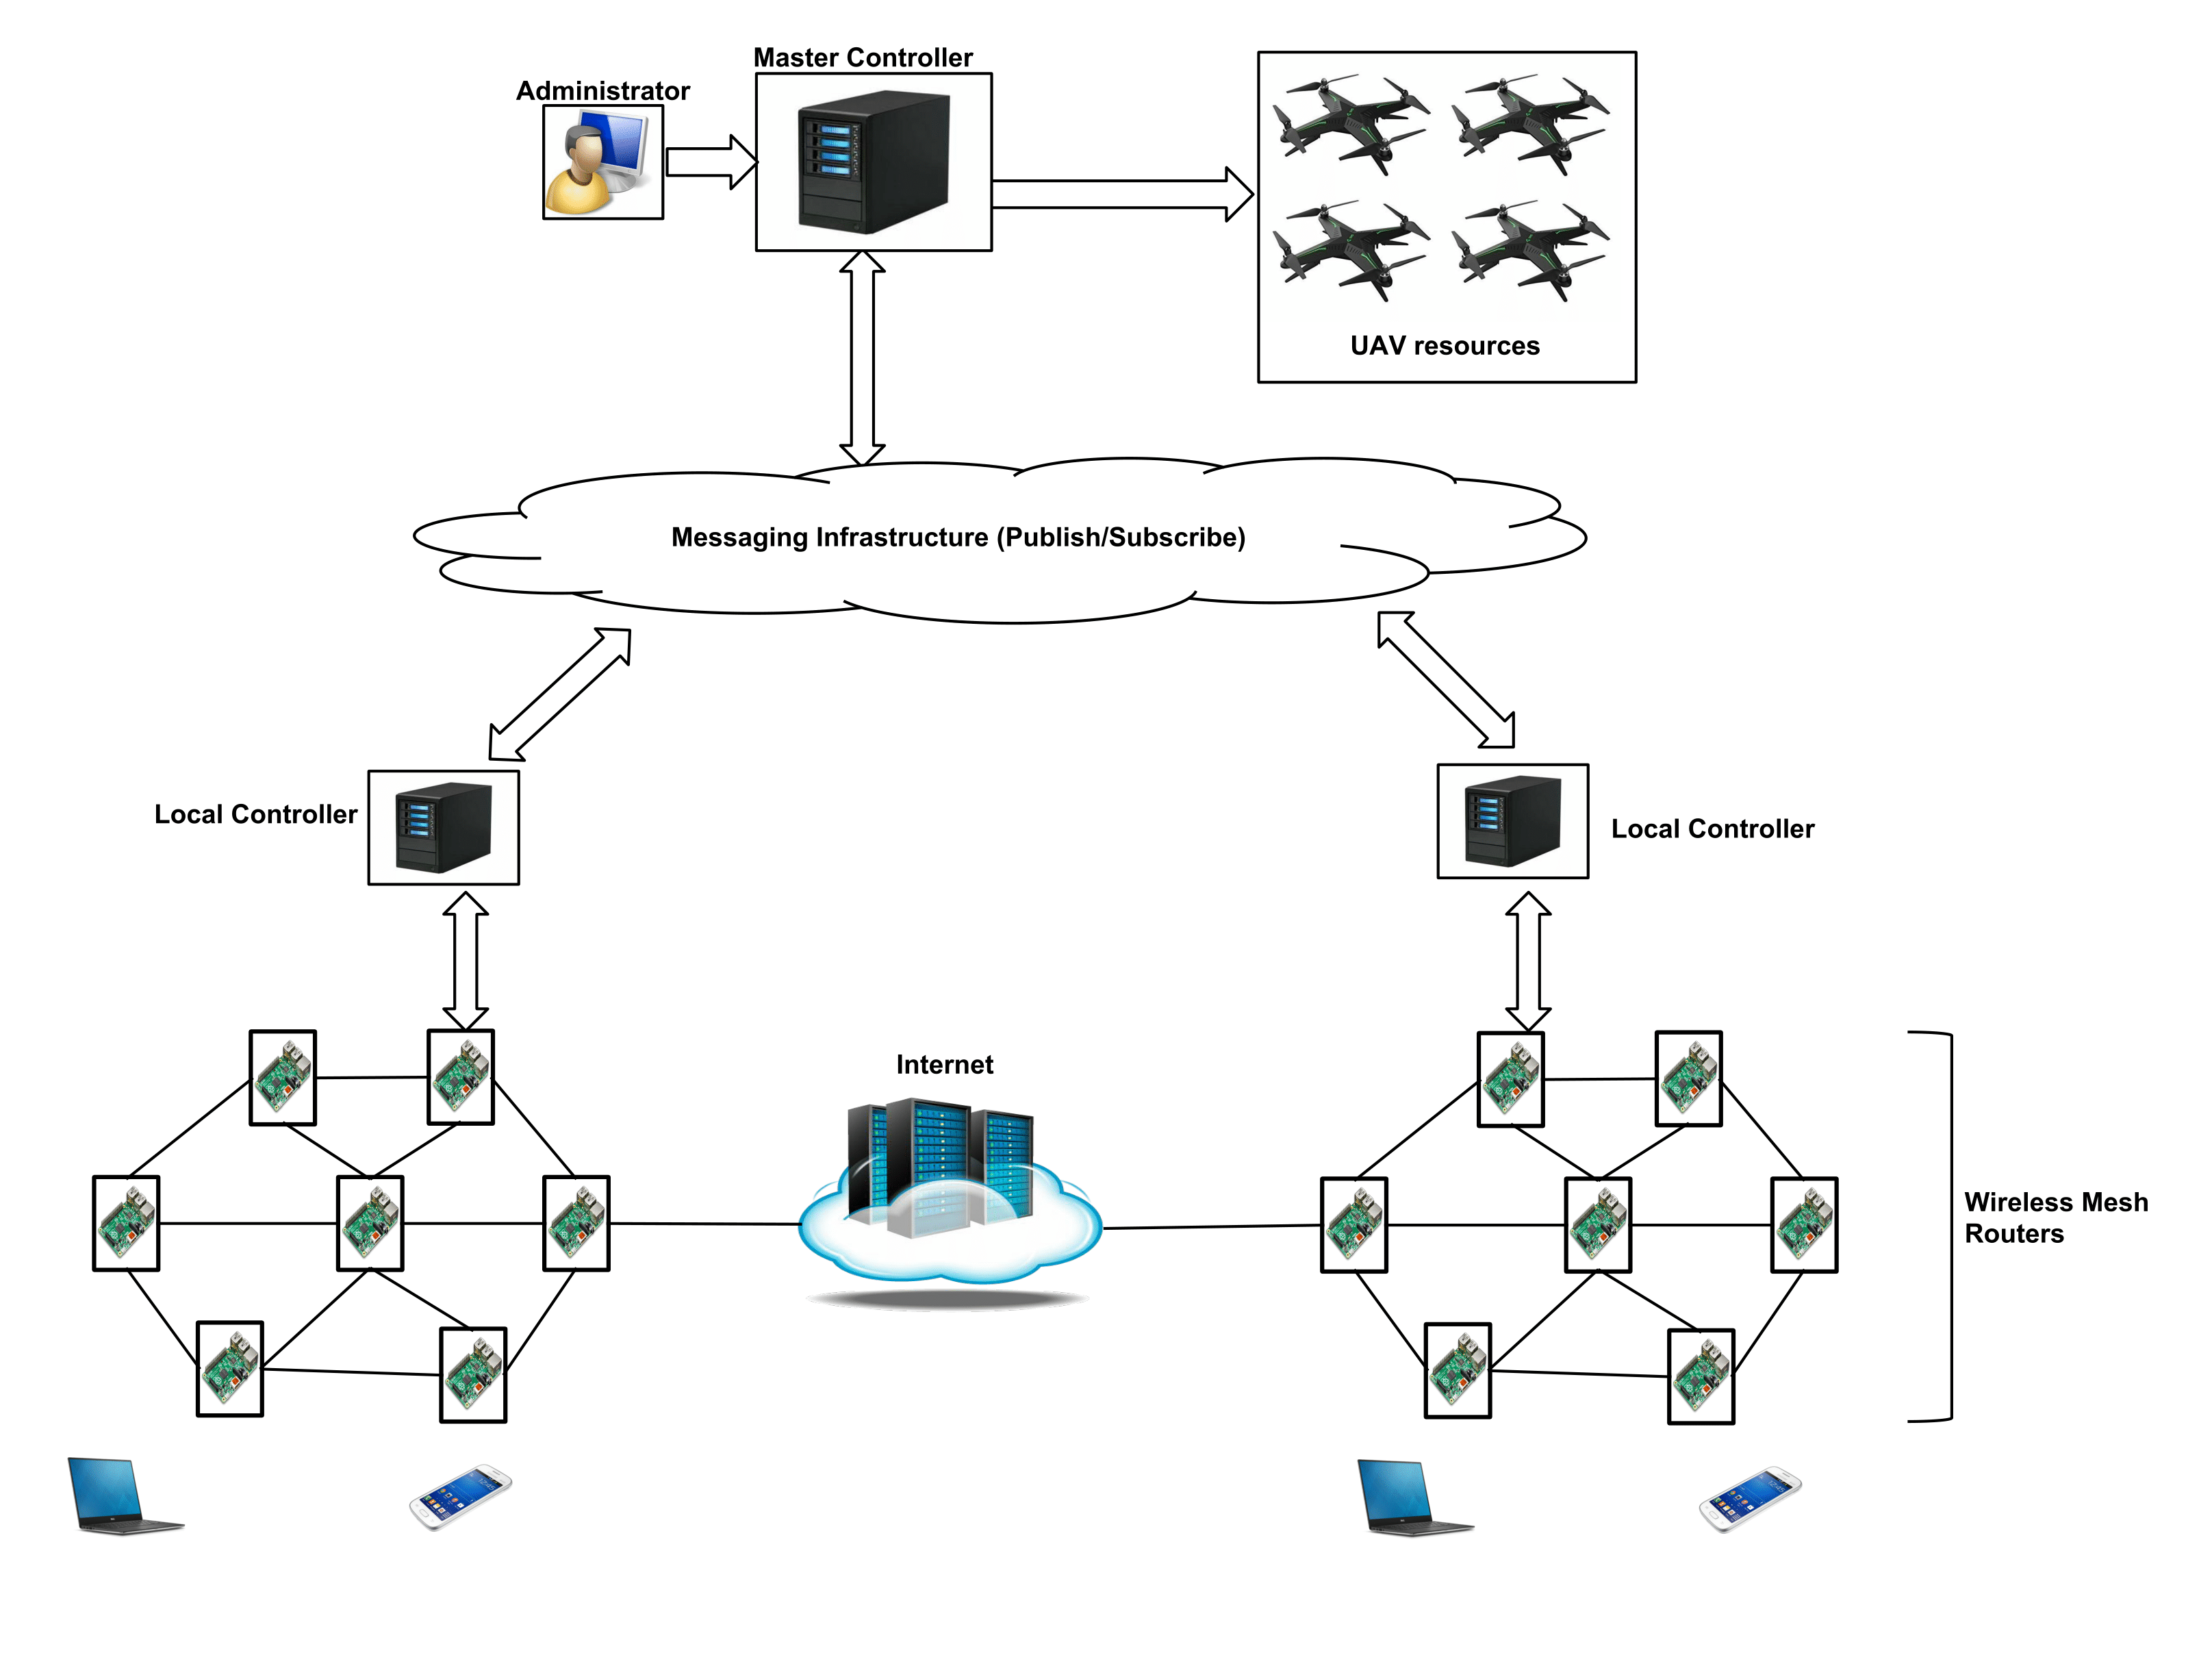 Master Controller
Administrator
UAV resources
Messaging Infrastructure (Publish/Subscribe)
Local Controller
Local Controller
Internet
Wireless Mesh
Routers